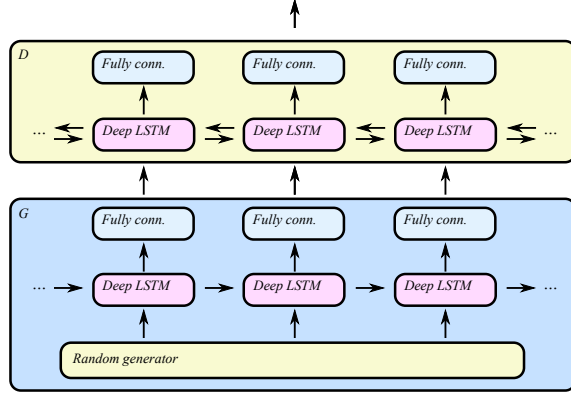 D
Fully conn. Fully conn. Fully conn.
... Deep LSTM Deep LSTM Deep LSTM ...
G
Fully conn. Fully conn. Fully conn.
... Deep LSTM Deep LSTM Deep LSTM ...
Random generator